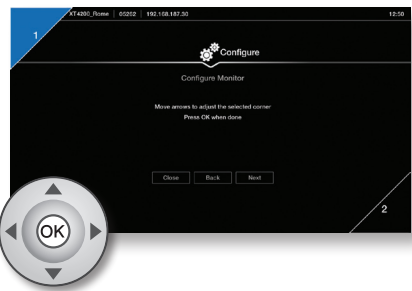 XT4200_Rome 05262 192.168.187.30 12:50
1
Configure
Configure Monitor
Move arrows to adjust the selected corner
Press OK when done
Close Back Next
2
OK